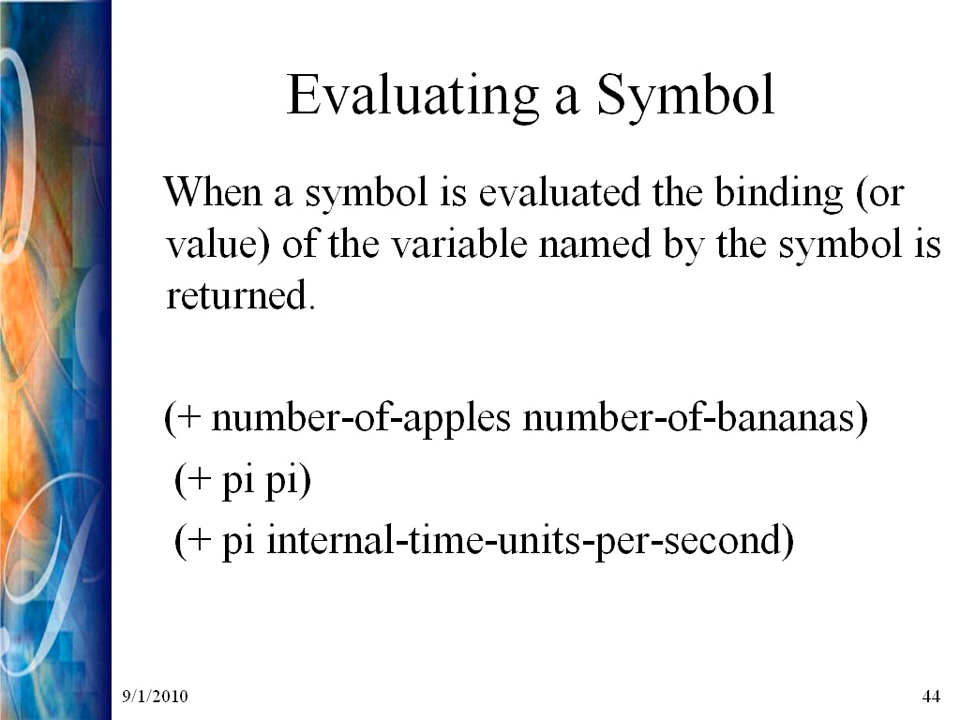 Evaluating a Symbol
When a symbol is evaluated the binding (or
value) of the variable named by the symbol is
returned.
(+ number-of-apples number-of-bananas)
(+ pi pi)
(+ pi internal-time-units-per-second)
9/1/2010 44